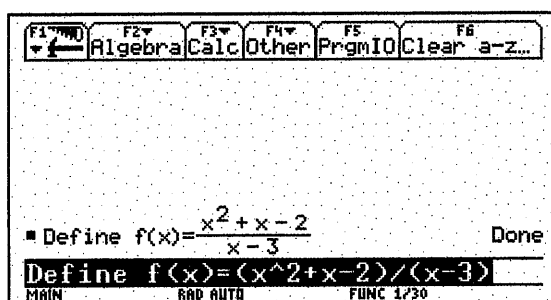 F1 F2 F3 F4 F5 F6
Algebra Calc Other PrgmIO Clear a-z…
▪ Define f(x)=(x^2 + x - 2)/(x - 3) Done
Define f(x)=(x^2+x-2)/(x-3)
MAIN RAD AUTO FUNC 1/30